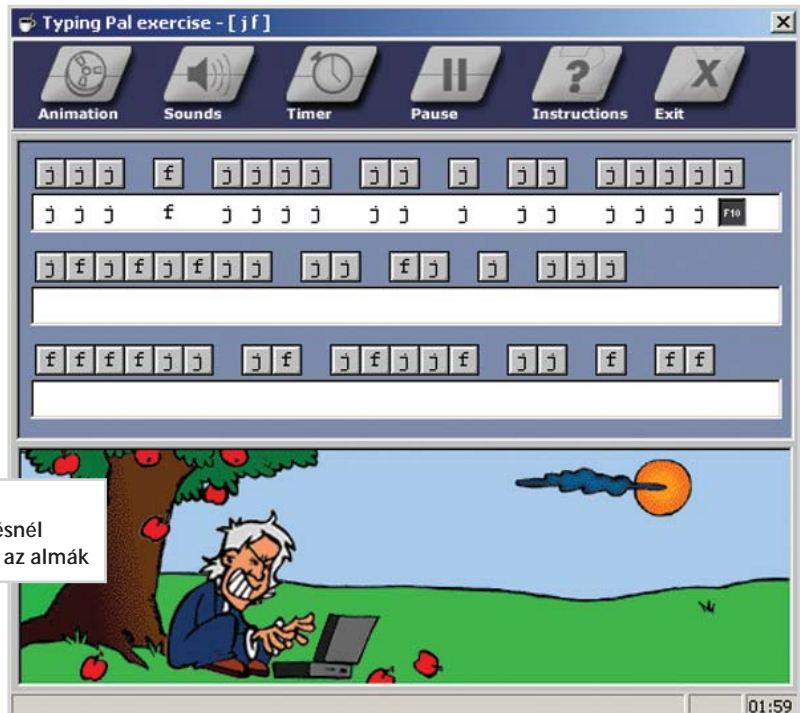 Typing Pal exercise - [ j f ]
Animation Sounds Timer Pause Instructions Exit
j j j f j j j j j j j j j j j j j j
j j j f j j j j j j j j j j j j j F10
j f j f j f j j j j f j j j j j
f f f f j j j f j f j j f j j f f f
ésnél
az almák
01:59